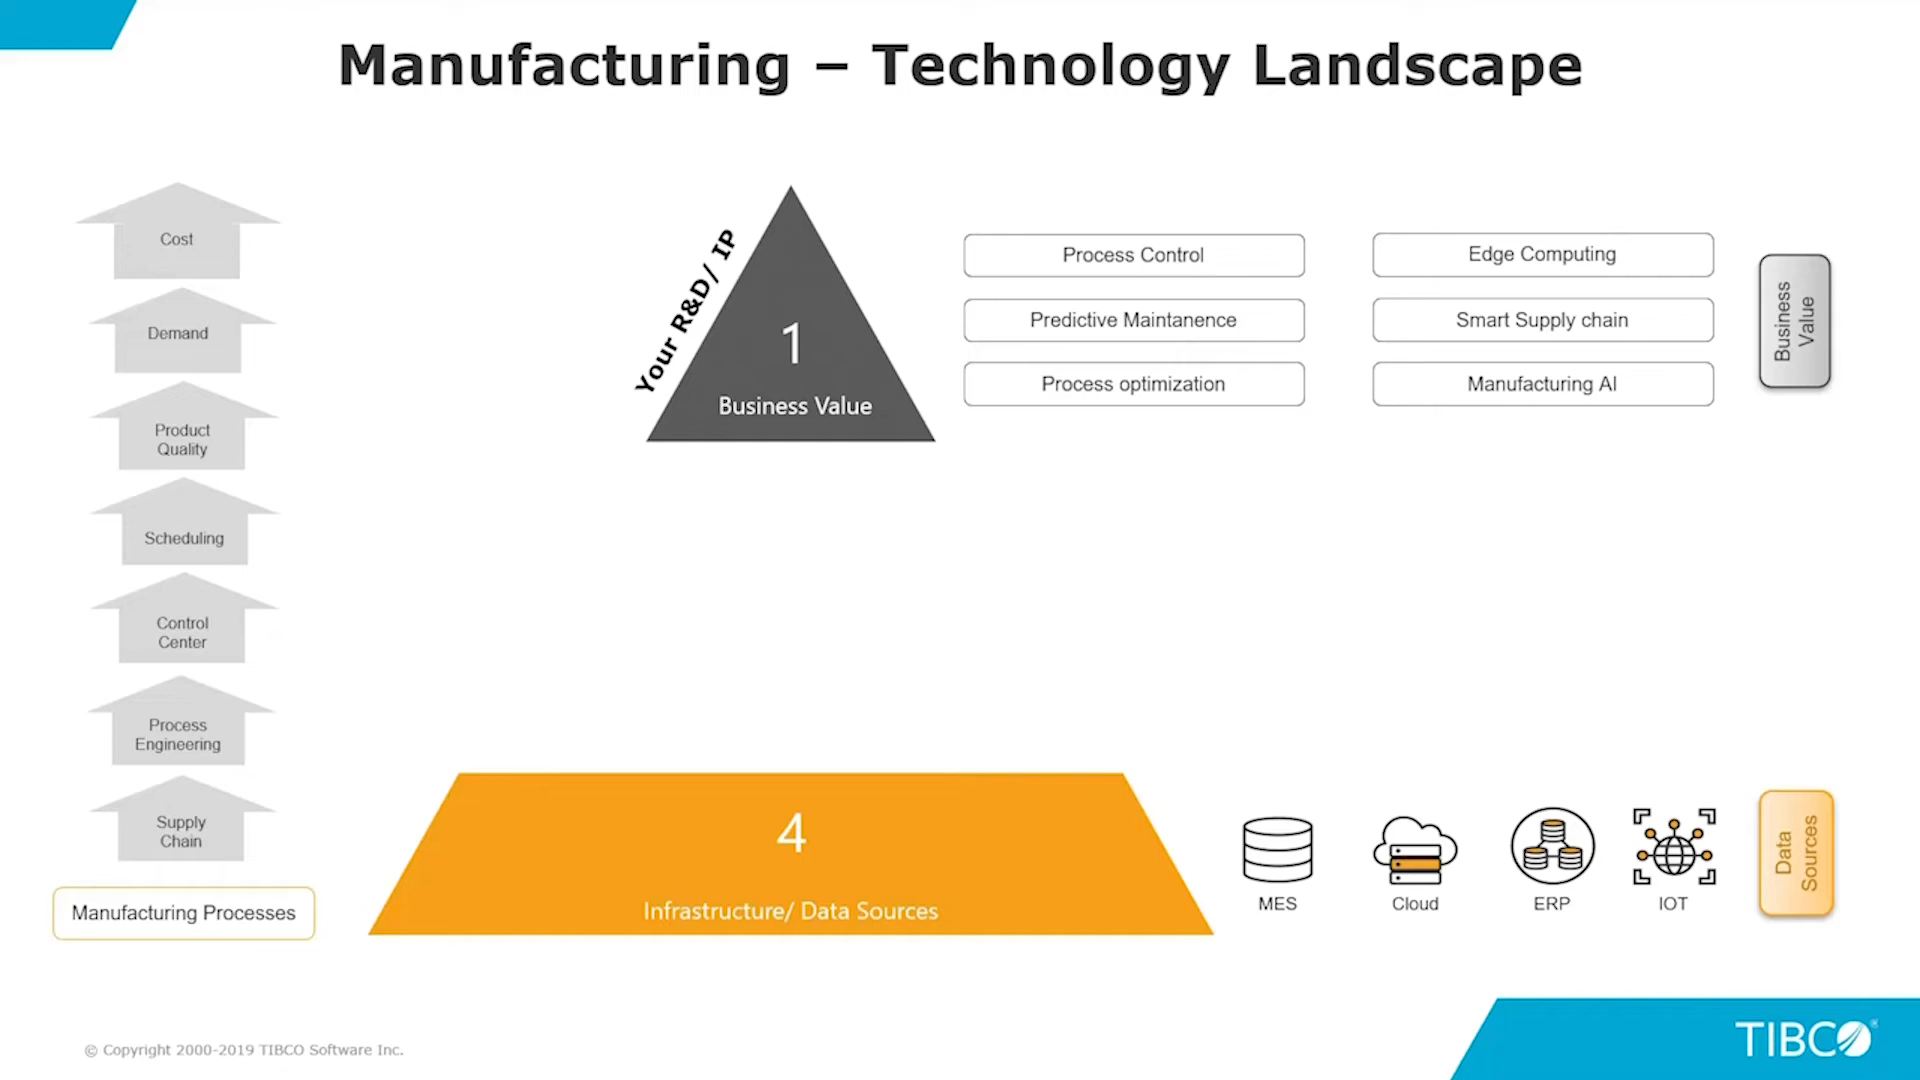 Manufacturing – Technology Landscape
Cost
Demand
Product
Quality
Scheduling
Control
Center
Process
Engineering
Supply
Chain
Manufacturing Processes
Your R&D/ IP
1
Business Value
Process Control
Edge Computing
Predictive Maintanence
Smart Supply chain
Process optimization
Manufacturing AI
Business
Value
4
Infrastructure/ Data Sources
MES
Cloud
ERP
IOT
Data
Sources
© Copyright 2000-2019 TIBCO Software Inc.
TIBCO®